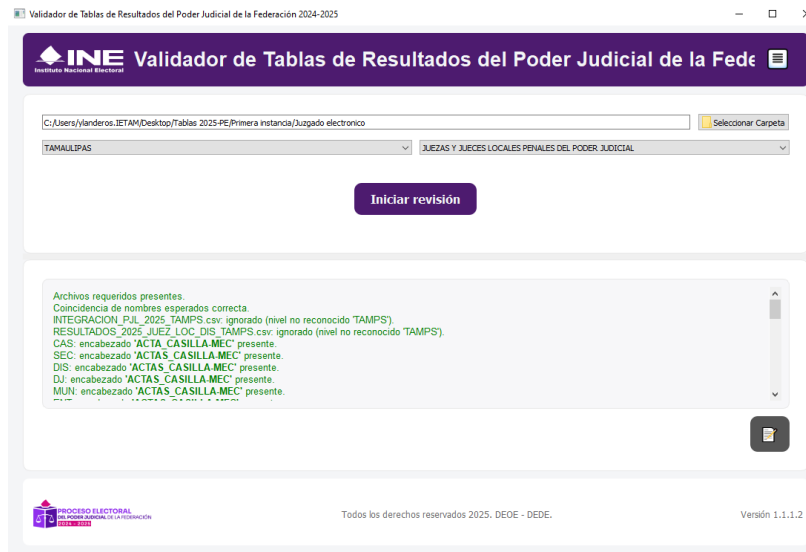 Validador de Tablas de Resultados del Poder Judicial de la Federación 2024-2025
INE
Instituto Nacional Electoral
Validador de Tablas de Resultados del Poder Judicial de la Fede
C:/Users/ylanderos.IETAM/Desktop/Tablas 2025-PE/Primera instancia/Juzgado electronico
Seleccionar Carpeta
TAMAULIPAS
JUEZAS Y JUECES LOCALES PENALES DEL PODER JUDICIAL
Iniciar revisión
Archivos requeridos presentes.
Coincidencia de nombres esperados correcta.
INTEGRACION_PJL_2025_TAMPS.csv: ignorado (nivel no reconocido 'TAMPS').
RESULTADOS_2025_JUEZ_LOC_DIS_TAMPS.csv: ignorado (nivel no reconocido 'TAMPS').
CAS: encabezado 'ACTA_CASILLA-MEC' presente.
SEC: encabezado 'ACTAS_CASILLA-MEC' presente.
DIS: encabezado 'ACTAS_CASILLA-MEC' presente.
DJ: encabezado 'ACTAS_CASILLA-MEC' presente.
MUN: encabezado 'ACTAS_CASILLA-MEC' presente.
PROCESO ELECTORAL
DEL PODER JUDICIAL DE LA FEDERACIÓN
2024 - 2025
Todos los derechos reservados 2025. DEOE - DEDE.
Versión 1.1.1.2